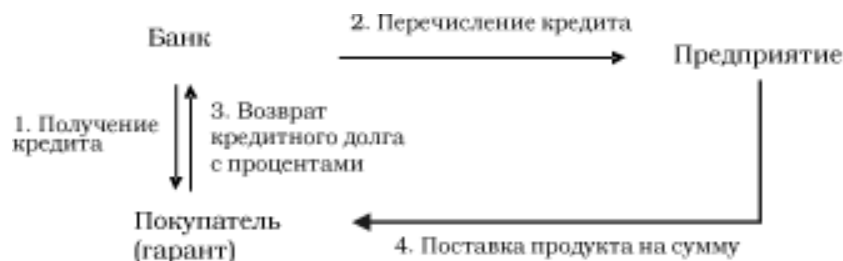 2. Перечисление кредита
Банк
Предприятие
1. Получение
кредита
3. Возврат
кредитного долга
с процентами
Покупатель
(гарант)
4. Поставка продукта на сумму